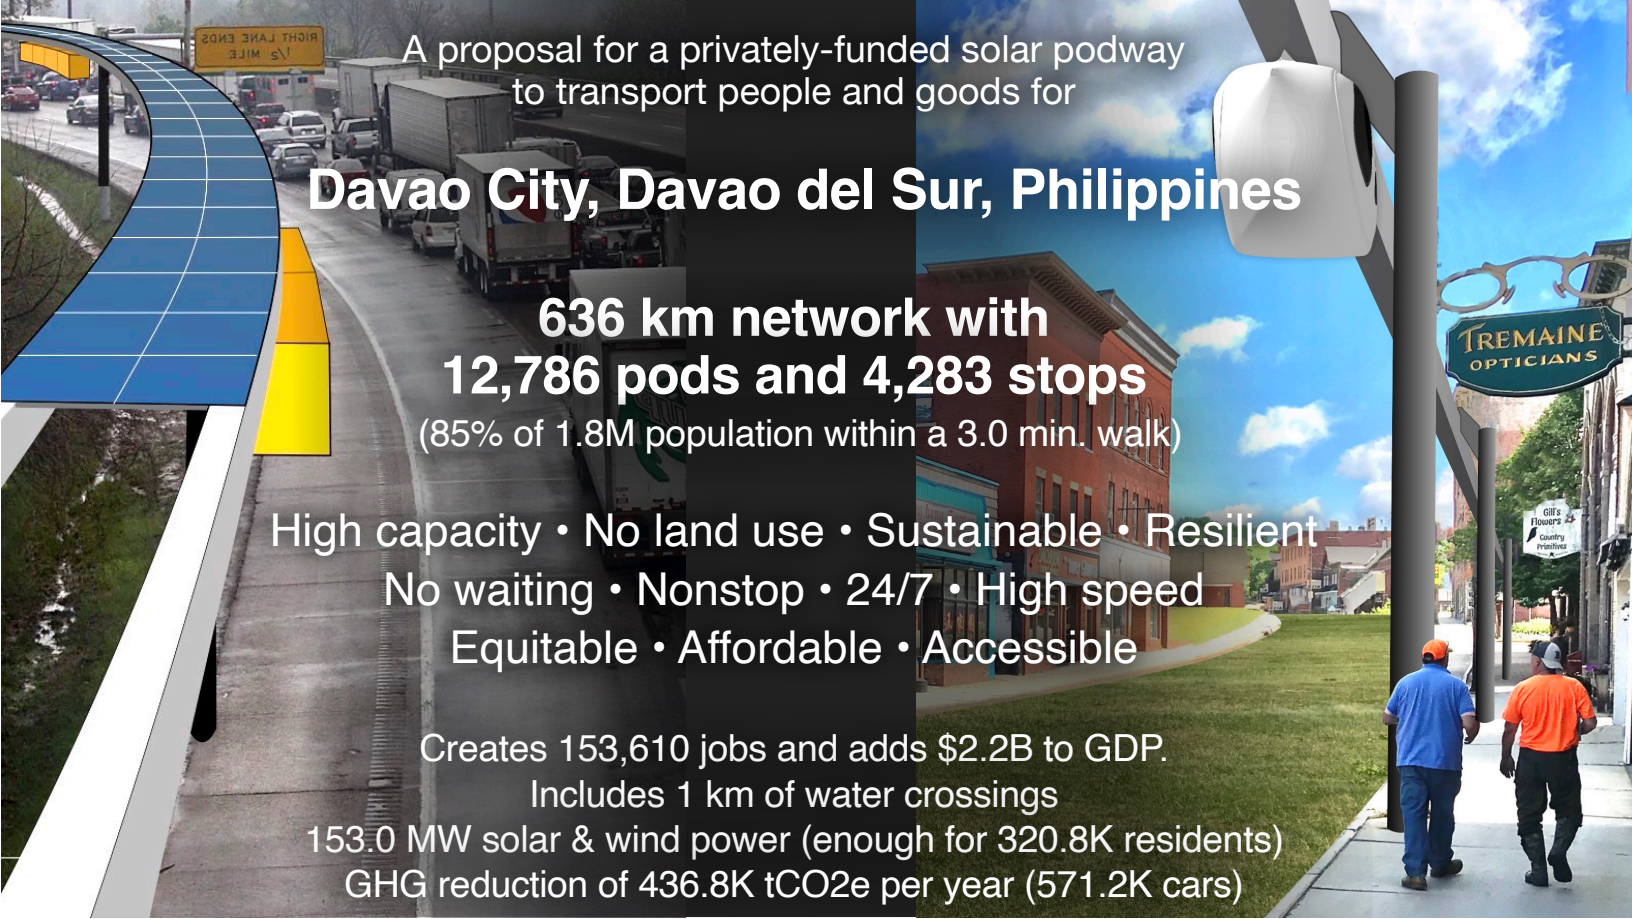 A proposal for a privately-funded solar podway
to transport people and goods for
Davao City, Davao del Sur, Philippines
636 km network with
12,786 pods and 4,283 stops
(85% of 1.8M population within a 3.0 min. walk)
High capacity • No land use • Sustainable • Resilient
No waiting • Nonstop • 24/7 • High speed
Equitable • Affordable • Accessible
Creates 153,610 jobs and adds $2.2B to GDP.
Includes 1 km of water crossings
153.0 MW solar & wind power (enough for 320.8K residents)
GHG reduction of 436.8K tCO2e per year (571.2K cars)
RIGHT LANE ENDS
1/2 MILE
TREMAINE
OPTICIANS
Gill's
Flowers
Country
Primitives